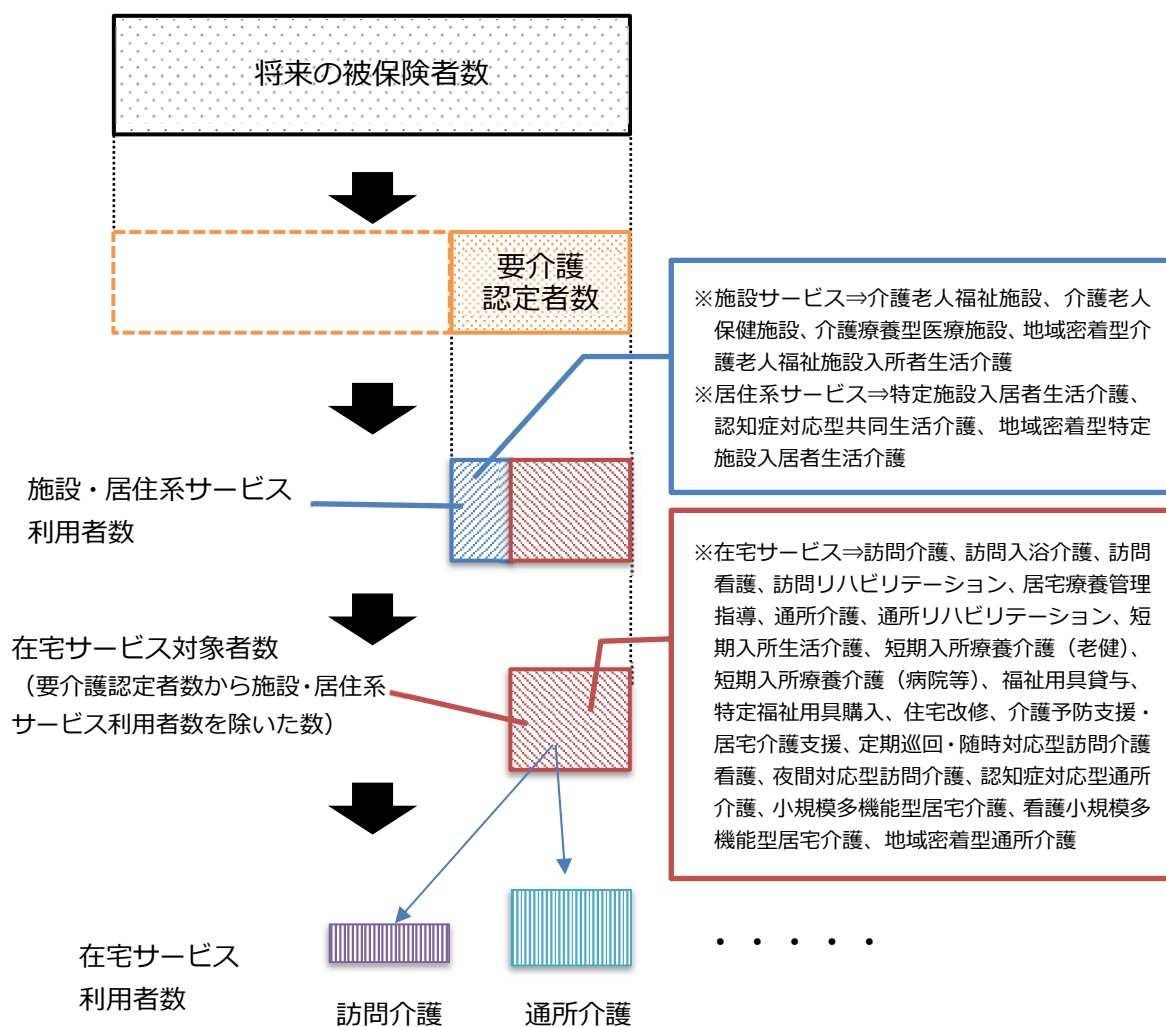 将来の被保険者数
要介護
認定者数
※施設サービス⇒介護老人福祉施設、介護老人
保健施設、介護療養型医療施設、地域密着型介
護老人福祉施設入所者生活介護
※居住系サービス⇒特定施設入居者生活介護、
認知症対応型共同生活介護、地域密着型特定
施設入居者生活介護
施設・居住系サービス
利用者数
※在宅サービス⇒訪問介護、訪問入浴介護、訪問
看護、訪問リハビリテーション、居宅療養管理
指導、通所介護、通所リハビリテーション、短
期入所生活介護、短期入所療養介護（老健）、
短期入所療養介護（病院等）、福祉用具貸与、
特定福祉用具購入、住宅改修、介護予防支援・
居宅介護支援、定期巡回・随時対応型訪問介護
看護、夜間対応型訪問介護、認知症対応型通所
介護、小規模多機能型居宅介護、看護小規模多
機能型居宅介護、地域密着型通所介護
在宅サービス対象者数
（要介護認定者数から施設・居住系
サービス利用者数を除いた数）
在宅サービス
利用者数
訪問介護
通所介護
・・・・・